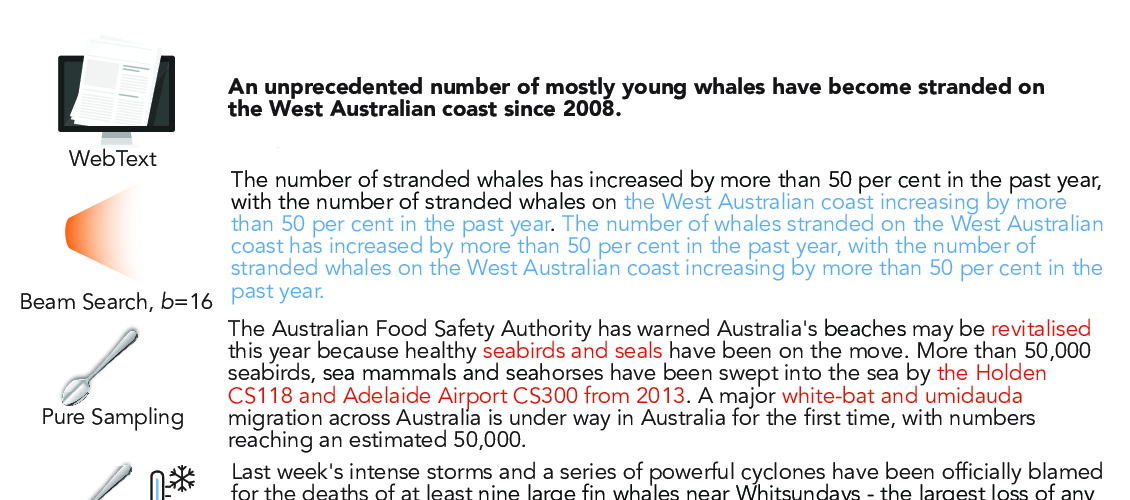 An unprecedented number of mostly young whales have become stranded on
the West Australian coast since 2008.
WebText
The number of stranded whales has increased by more than 50 per cent in the past year,
with the number of stranded whales on the West Australian coast increasing by more
than 50 per cent in the past year. The number of whales stranded on the West Australian
coast has increased by more than 50 per cent in the past year, with the number of
stranded whales on the West Australian coast increasing by more than 50 per cent in the
past year.
Beam Search, b=16
The Australian Food Safety Authority has warned Australia's beaches may be revitalised
this year because healthy seabirds and seals have been on the move. More than 50,000
seabirds, sea mammals and seahorses have been swept into the sea by the Holden
CS118 and Adelaide Airport CS300 from 2013. A major white-bat and umidauda
migration across Australia is under way in Australia for the first time, with numbers
reaching an estimated 50,000.
Pure Sampling
Last week's intense storms and a series of powerful cyclones have been officially blamed
for the deaths of at least nine large fin whales near Whitsundays - the largest loss of any